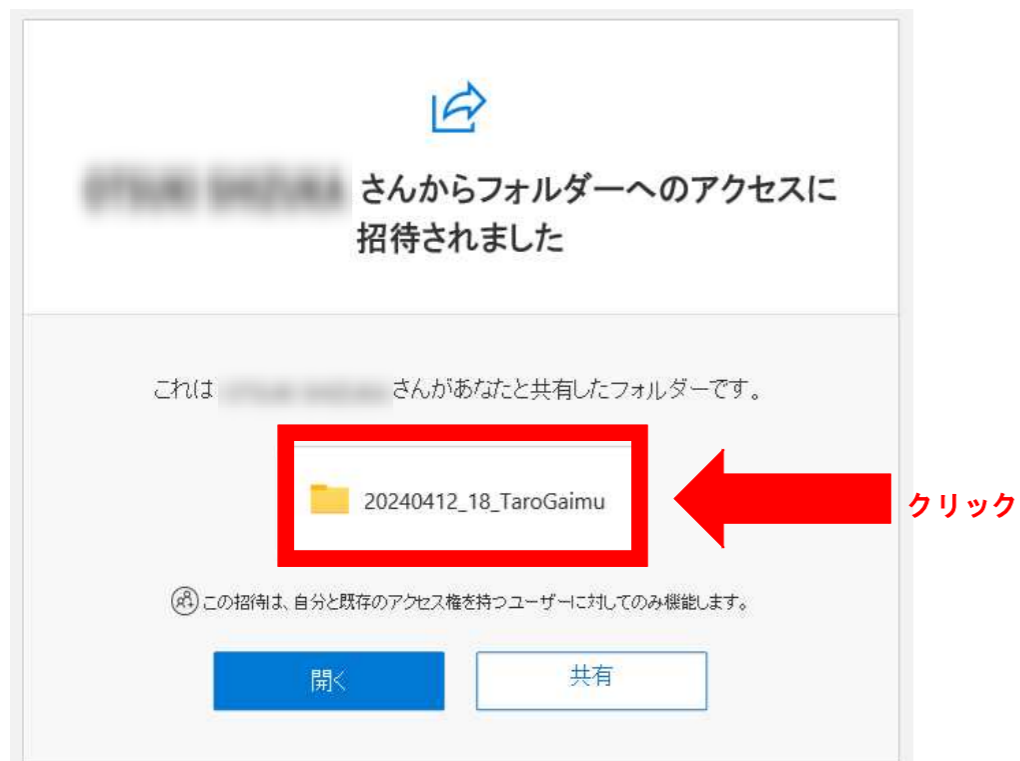 さんからフォルダーへのアクセスに
招待されました
これは さんがあなたと共有したフォルダーです。
20240412_18_TaroGaimu
クリック
この招待は、自分と既存のアクセス権を持つユーザーに対してのみ機能します。
開く
共有